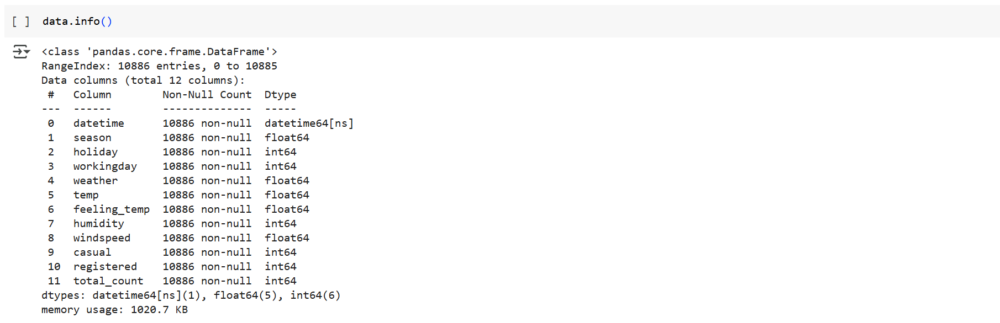 [ ] data.info()
<class 'pandas.core.frame.DataFrame'>
RangeIndex: 10886 entries, 0 to 10885
Data columns (total 12 columns):
 #   Column        Non-Null Count  Dtype
---  ------        --------------  -----
 0   datetime      10886 non-null  datetime64[ns]
 1   season        10886 non-null  float64
 2   holiday       10886 non-null  int64
 3   workingday    10886 non-null  int64
 4   weather       10886 non-null  float64
 5   temp          10886 non-null  float64
 6   feeling_temp  10886 non-null  float64
 7   humidity      10886 non-null  int64
 8   windspeed     10886 non-null  float64
 9   casual        10886 non-null  int64
 10  registered    10886 non-null  int64
 11  total_count   10886 non-null  int64
dtypes: datetime64[ns](1), float64(5), int64(6)
memory usage: 1020.7 KB